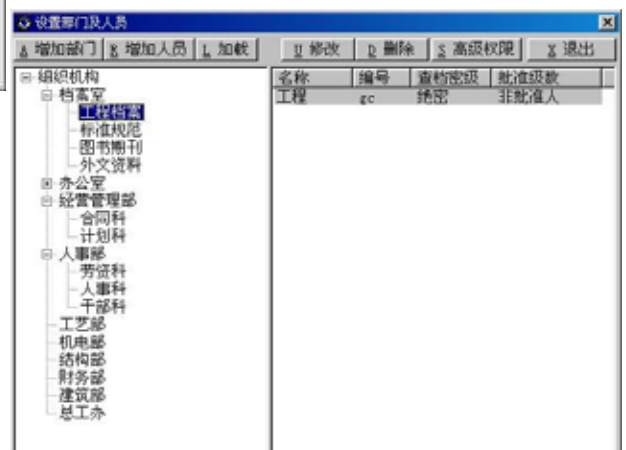 设置部门及人员
A 增加部门 R 增加人员 L 加载 U 修改 D 删除 S 高级权限 X 退出
组织机构
档案室
工程档案
标准规范
图书期刊
外文资料
办公室
经营管理部
合同科
计划科
人事部
劳资科
人事科
干部科
工艺部
机电部
结构部
财务部
建筑部
总工办
名称 编号 查档密级 批准级数
工程 gc 绝密 非批准人